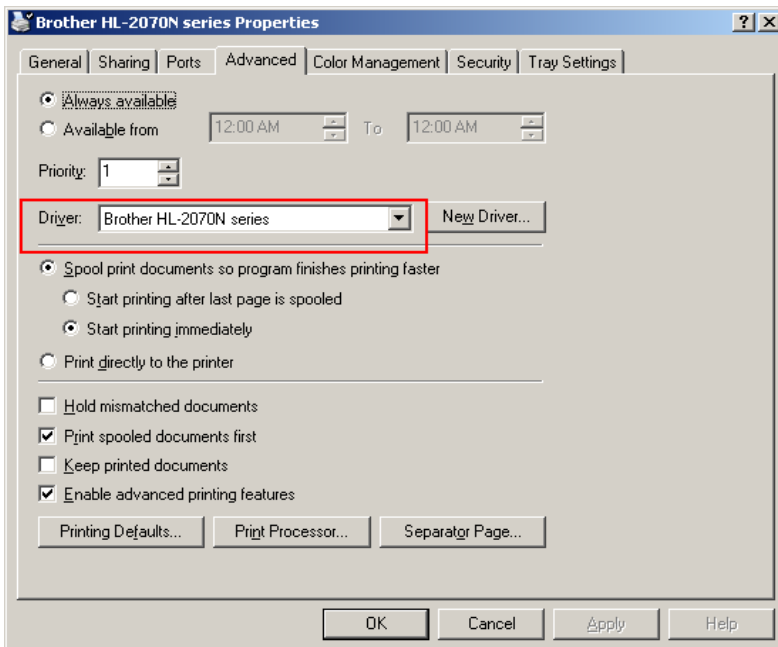 Brother HL-2070N series Properties
General Sharing Ports Advanced Color Management Security Tray Settings
Always available
Available from 12:00 AM To 12:00 AM
Priority: 1
Driver: Brother HL-2070N series New Driver...
Spool print documents so program finishes printing faster
Start printing after last page is spooled
Start printing immediately
Print directly to the printer
Hold mismatched documents
Print spooled documents first
Keep printed documents
Enable advanced printing features
Printing Defaults... Print Processor... Separator Page...
OK Cancel Apply Help